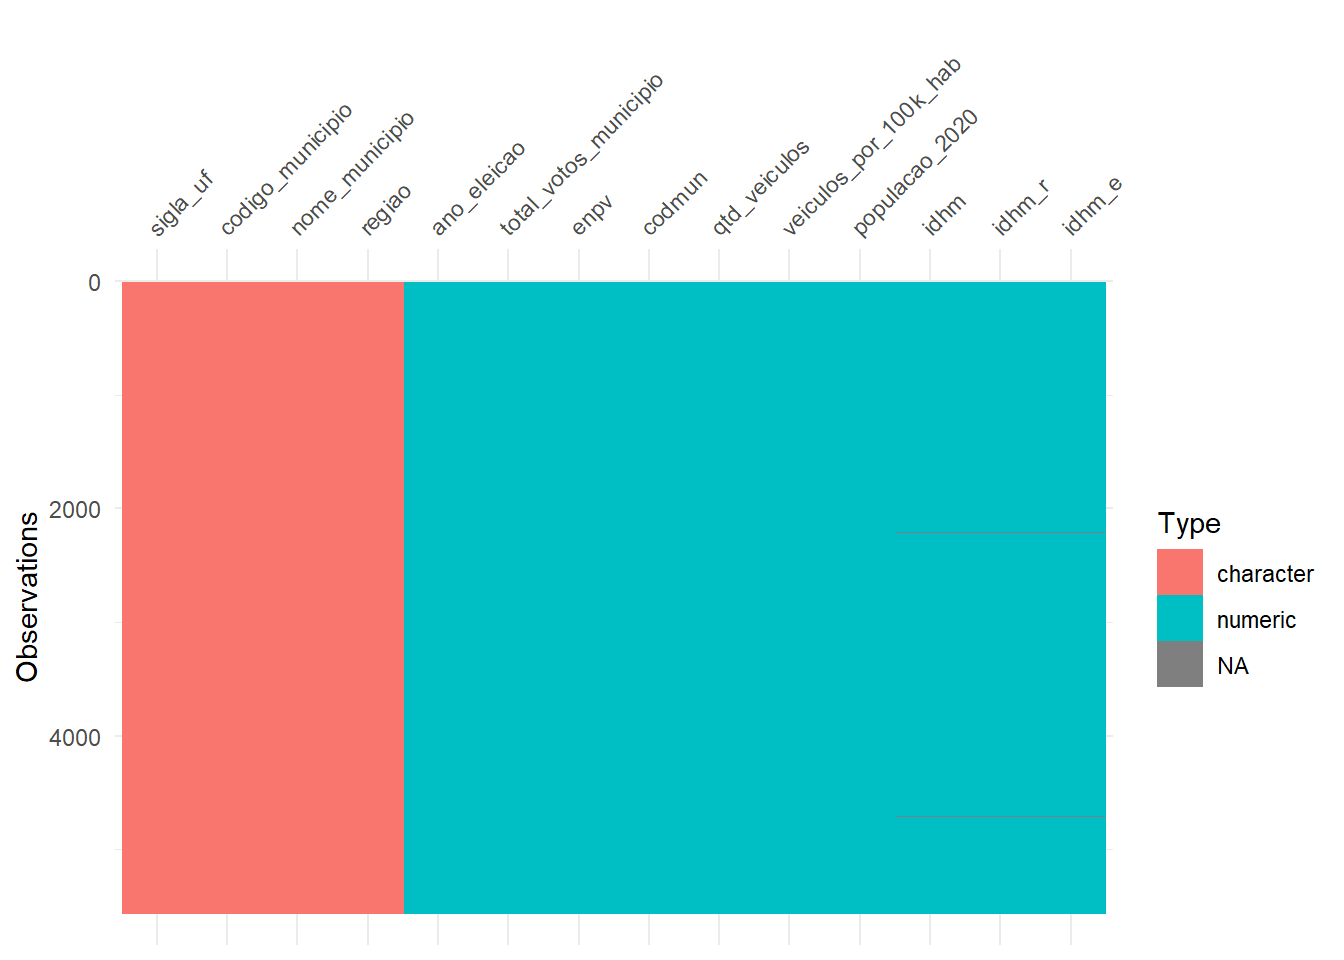 sigla_uf
codigo_municipio
nome_municipio
regiao
ano_eleicao
total_votos_municipio
enpv
codmun
qtd_veiculos
veiculos_por_100k_hab
populacao_2020
idhm
idhm_r
idhm_e
0
2000
4000
Observations
Type
character
numeric
NA